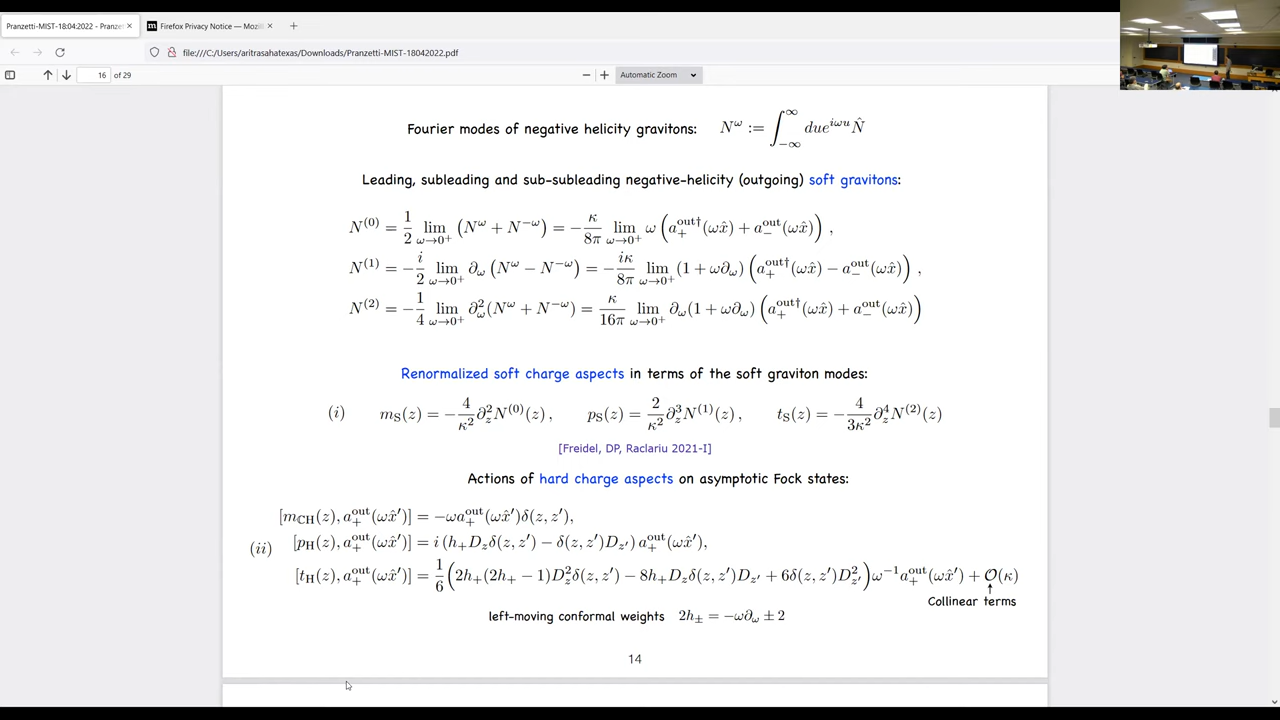 Pranzetti-MIST-18:04:2022 - Pranzet
Firefox Privacy Notice — Mozill
file:///C:/Users/aritrasahatexas/Downloads/Pranzetti-MIST-18042022.pdf
16 of 29
Automatic Zoom
Fourier modes of negative helicity gravitons: N^ω := ∫_{-∞}^{∞} du e^{iωu} N̂
Leading, subleading and sub-subleading negative-helicity (outgoing) soft gravitons:
N^{(0)} = 1/2 lim_{ω→0^+} (N^ω + N^{-ω}) = -κ/8π lim_{ω→0^+} ω (a_+^{out†}(ωx̂) + a_-^{out}(ωx̂)) ,
N^{(1)} = -i/2 lim_{ω→0^+} ∂_ω (N^ω − N^{-ω}) = -iκ/8π lim_{ω→0^+} (1 + ω∂_ω) (a_+^{out†}(ωx̂) − a_-^{out}(ωx̂)) ,
N^{(2)} = -1/4 lim_{ω→0^+} ∂_ω^2 (N^ω + N^{-ω}) = κ/16π lim_{ω→0^+} ∂_ω(1 + ω∂_ω) (a_+^{out†}(ωx̂) + a_-^{out}(ωx̂))
Renormalized soft charge aspects in terms of the soft graviton modes:
(i) m_S(z) = -4/κ^2 ∂_z^2 N^{(0)}(z) , p_S(z) = 2/κ^2 ∂_z^3 N^{(1)}(z) , t_S(z) = -4/3κ^2 ∂_z^4 N^{(2)}(z)
[Freidel, DP, Raclariu 2021-I]
Actions of hard charge aspects on asymptotic Fock states:
[m_{CH}(z), a_+^{out}(ωx̂′)] = −ωa_+^{out}(ωx̂′)δ(z, z′),
(ii) [p_H(z), a_+^{out}(ωx̂′)] = i (h_+D_zδ(z, z′) − δ(z, z′)D_{z′}) a_+^{out}(ωx̂′),
[t_H(z), a_+^{out}(ωx̂′)] = 1/6 (2h_+(2h_+ − 1)D_z^2δ(z, z′) − 8h_+D_zδ(z, z′)D_{z′} + 6δ(z, z′)D_{z′}^2) ω^{-1}a_+^{out}(ωx̂′) + O(κ)
Collinear terms
left-moving conformal weights 2h_± = −ω∂_ω ± 2
14